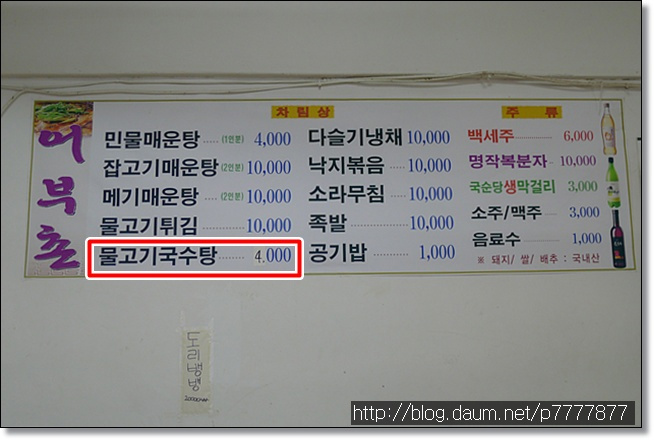 어부촌
차림상
민물매운탕 ..... (1인분) 4,000
잡고기매운탕 (2인분) 10,000
메기매운탕 ..... (2인분) 10,000
물고기튀김 ............ 10,000
물고기국수탕 ....... 4.000
다슬기냉채 10,000
낙지볶음 ....... 10,000
소라무침 ....... 10,000
족발 ............ 10,000
공기밥 .......... 1,000
주 류
백세주 ............ 6,000
명작복분자 .. 10,000
국순당생막걸리 3,000
소주/맥주 ..... 3,000
음료수 .......... 1,000
※ 돼지/ 쌀/ 배추 : 국내산
도리뱅뱅
http://blog.daum.net/p7777877